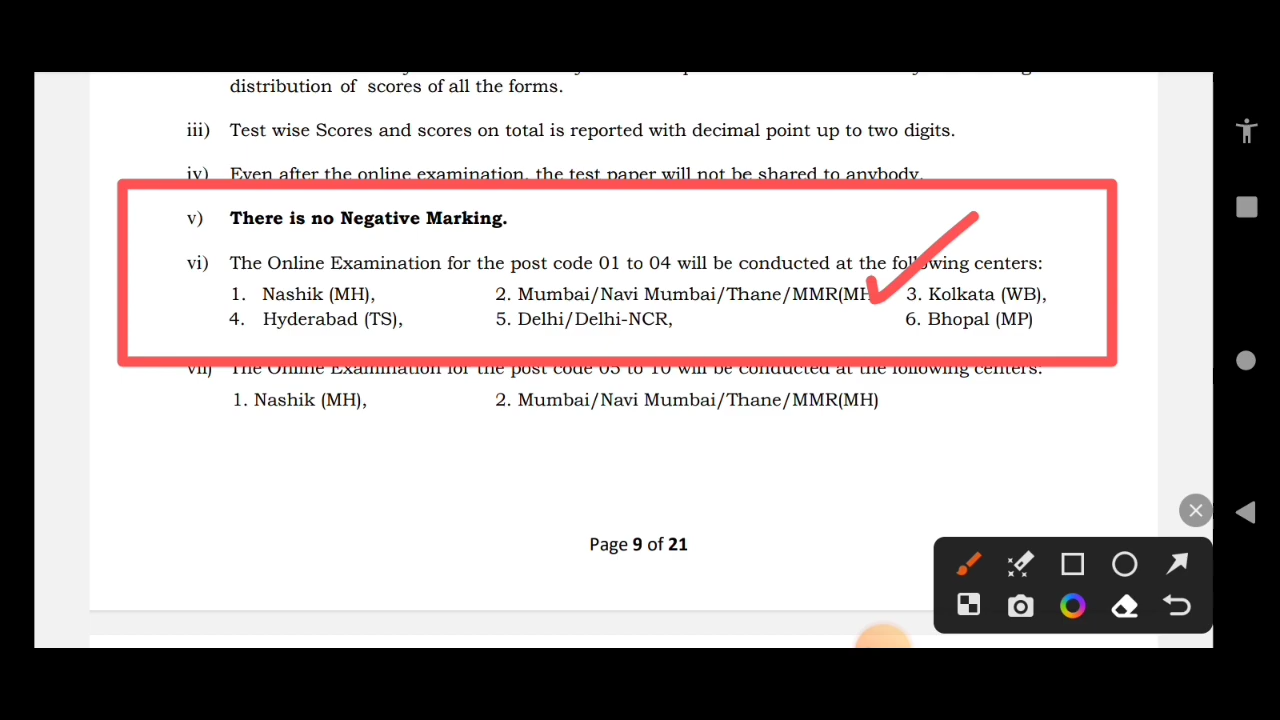 distribution of scores of all the forms.
iii) Test wise Scores and scores on total is reported with decimal point up to two digits.
iv) Even after the online examination, the test paper will not be shared to anybody.
v) There is no Negative Marking.
vi) The Online Examination for the post code 01 to 04 will be conducted at the following centers:
1. Nashik (MH), 2. Mumbai/Navi Mumbai/Thane/MMR(MH 3. Kolkata (WB),
4. Hyderabad (TS), 5. Delhi/Delhi-NCR, 6. Bhopal (MP)
vii) The Online Examination for the post code 05 to 10 will be conducted at the following centers:
1. Nashik (MH), 2. Mumbai/Navi Mumbai/Thane/MMR(MH)
Page 9 of 21